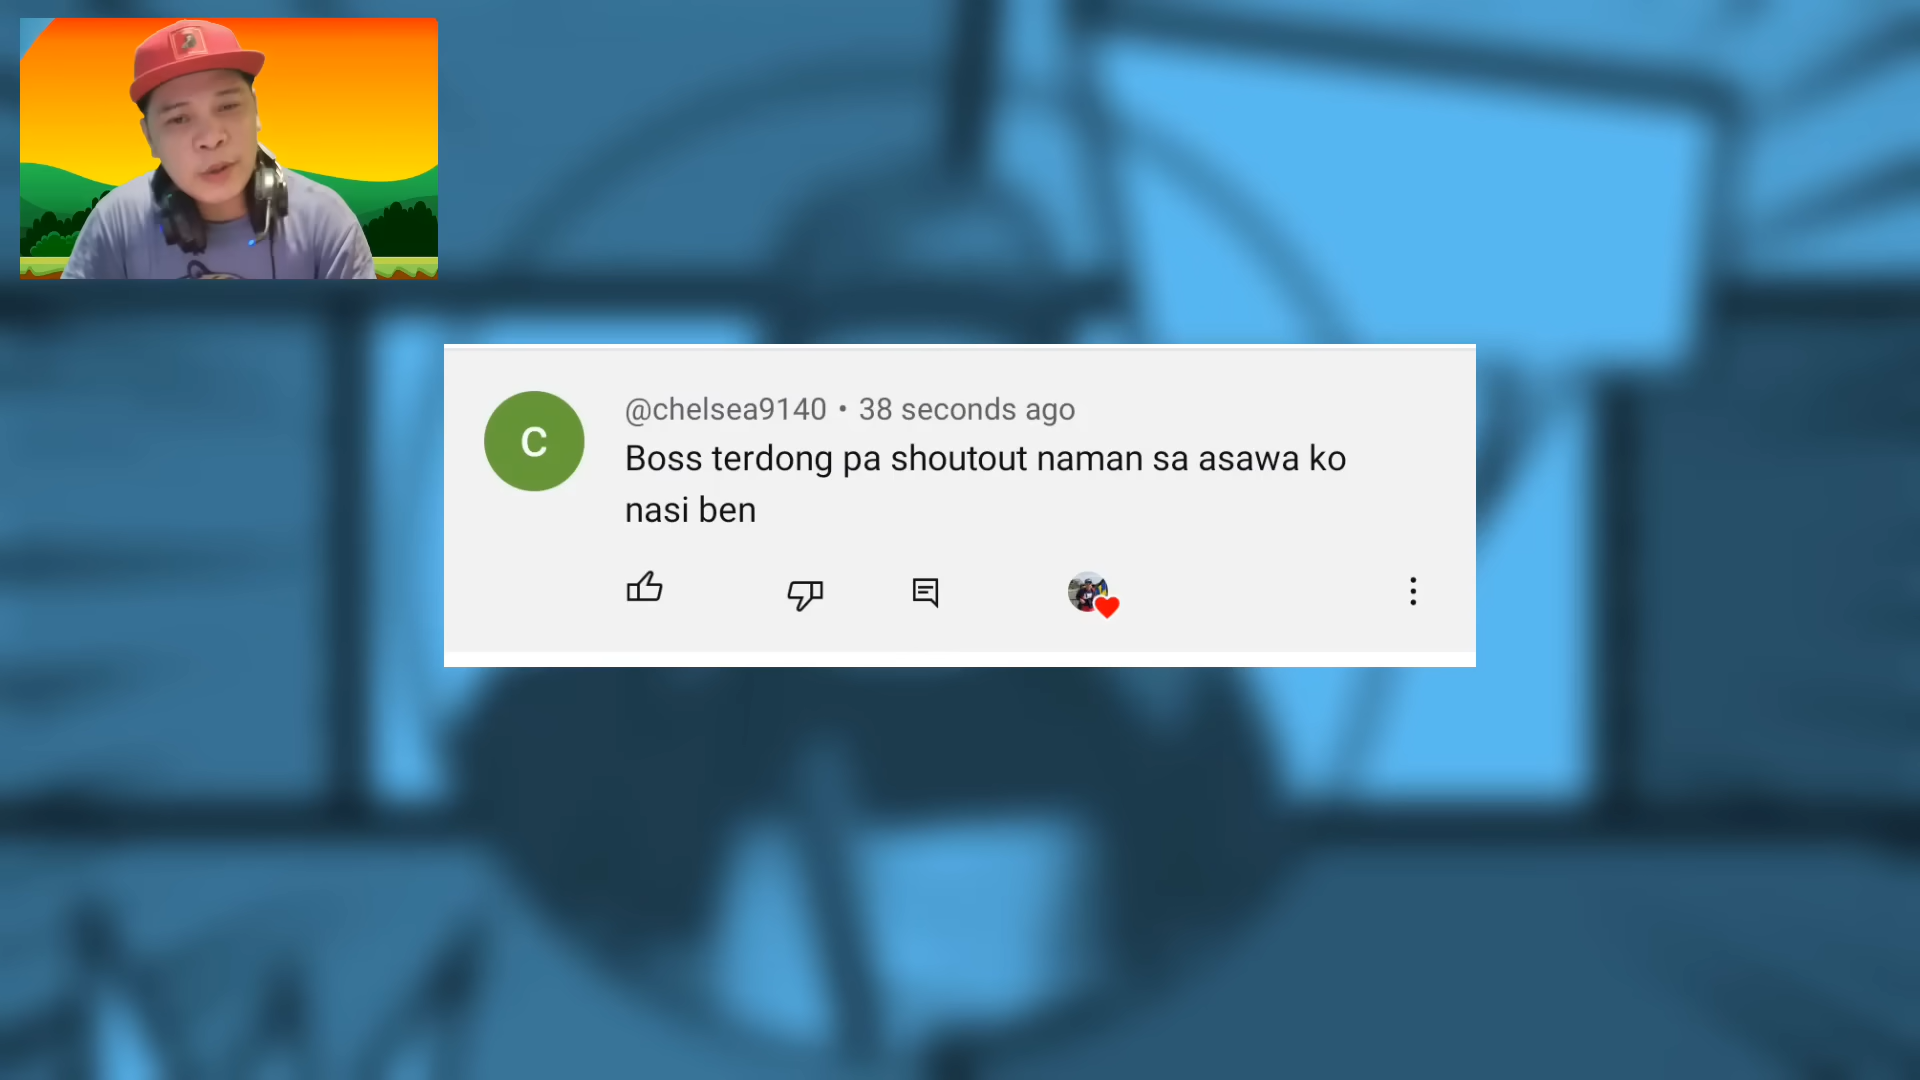 C
@chelsea9140 • 38 seconds ago
Boss terdong pa shoutout naman sa asawa ko
nasi ben